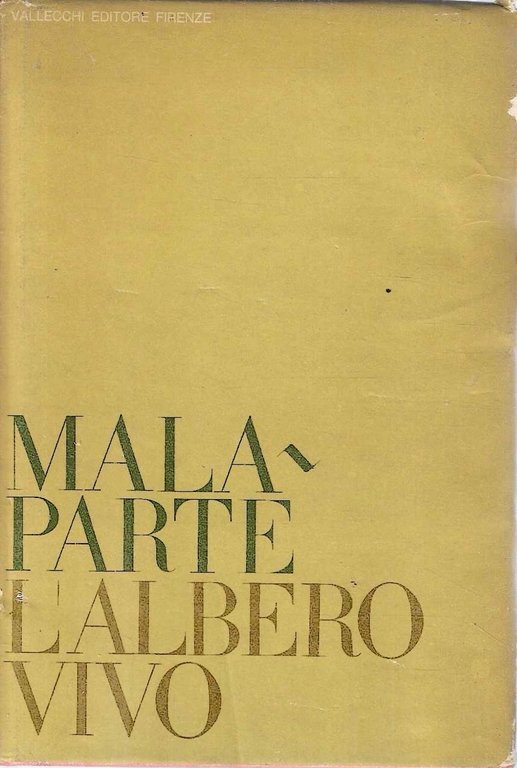 VALLECCHI EDITORE FIRENZE
MALA~
PARTE
L'ALBERO
VIVO